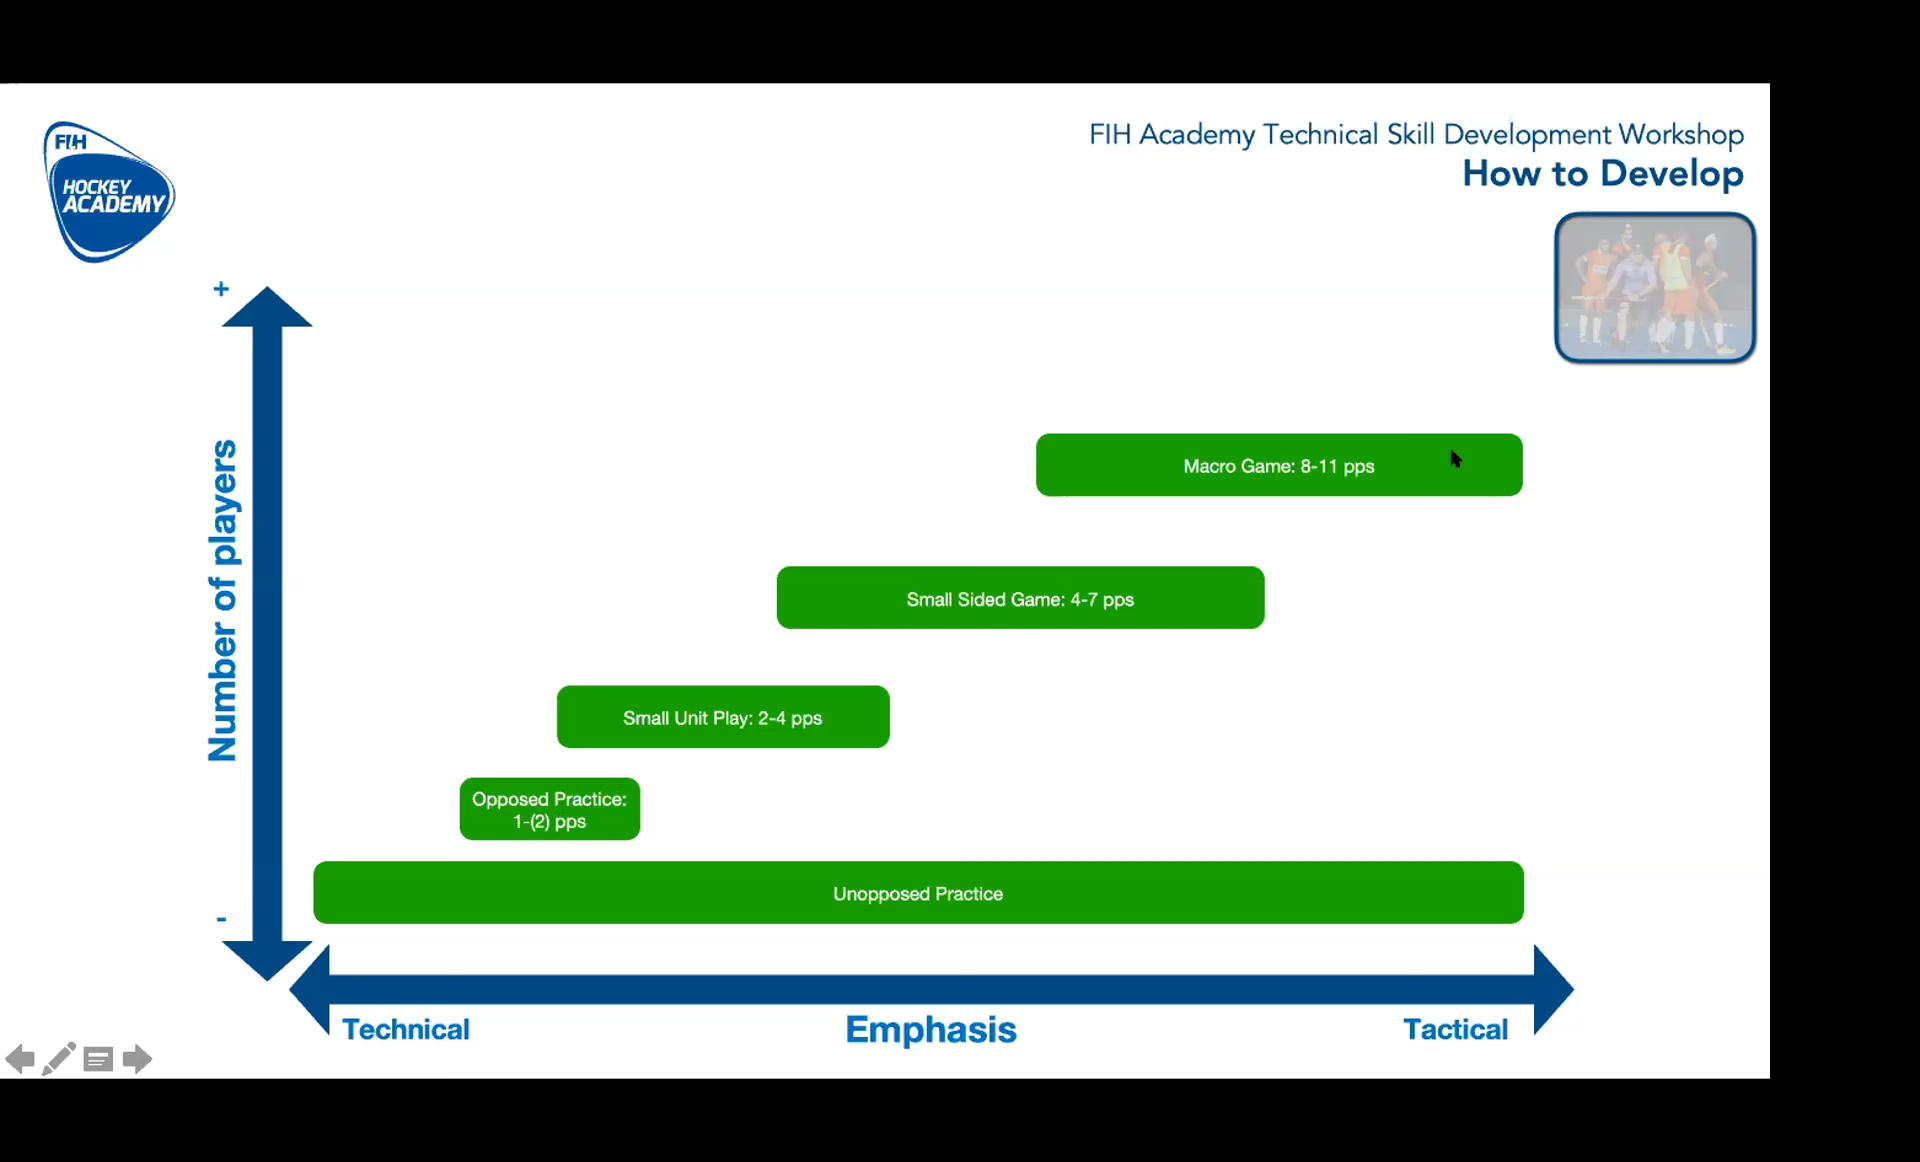 FIH
HOCKEY
ACADEMY
FIH Academy Technical Skill Development Workshop
How to Develop
+
Number of players
-
Macro Game: 8-11 pps
Small Sided Game: 4-7 pps
Small Unit Play: 2-4 pps
Opposed Practice:
1-(2) pps
Unopposed Practice
Technical
Emphasis
Tactical